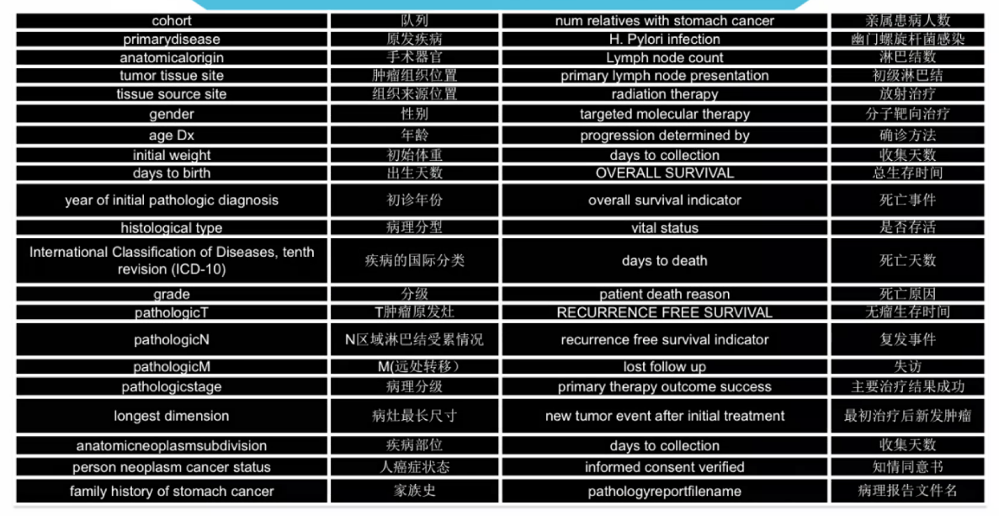 cohort 队列 num relatives with stomach cancer 亲属患病人数
primarydisease 原发疾病 H. Pylori infection 幽门螺旋杆菌感染
anatomicalorigin 手术器官 Lymph node count 淋巴结数
tumor tissue site 肿瘤组织位置 primary lymph node presentation 初级淋巴结
tissue source site 组织来源位置 radiation therapy 放射治疗
gender 性别 targeted molecular therapy 分子靶向治疗
age Dx 年龄 progression determined by 确诊方法
initial weight 初始体重 days to collection 收集天数
days to birth 出生天数 OVERALL SURVIVAL 总生存时间
year of initial pathologic diagnosis 初诊年份 overall survival indicator 死亡事件
histological type 病理分型 vital status 是否存活
International Classification of Diseases, tenth
revision (ICD-10) 疾病的国际分类 days to death 死亡天数
grade 分级 patient death reason 死亡原因
pathologicT T肿瘤原发灶 RECURRENCE FREE SURVIVAL 无瘤生存时间
pathologicN N区域淋巴结受累情况 recurrence free survival indicator 复发事件
pathologicM M(远处转移） lost follow up 失访
pathologicstage 病理分级 primary therapy outcome success 主要治疗结果成功
longest dimension 病灶最长尺寸 new tumor event after initial treatment 最初治疗后新发肿瘤
anatomicneoplasmsubdivision 疾病部位 days to collection 收集天数
person neoplasm cancer status 人癌症状态 informed consent verified 知情同意书
family history of stomach cancer 家族史 pathologyreportfilename 病理报告文件名